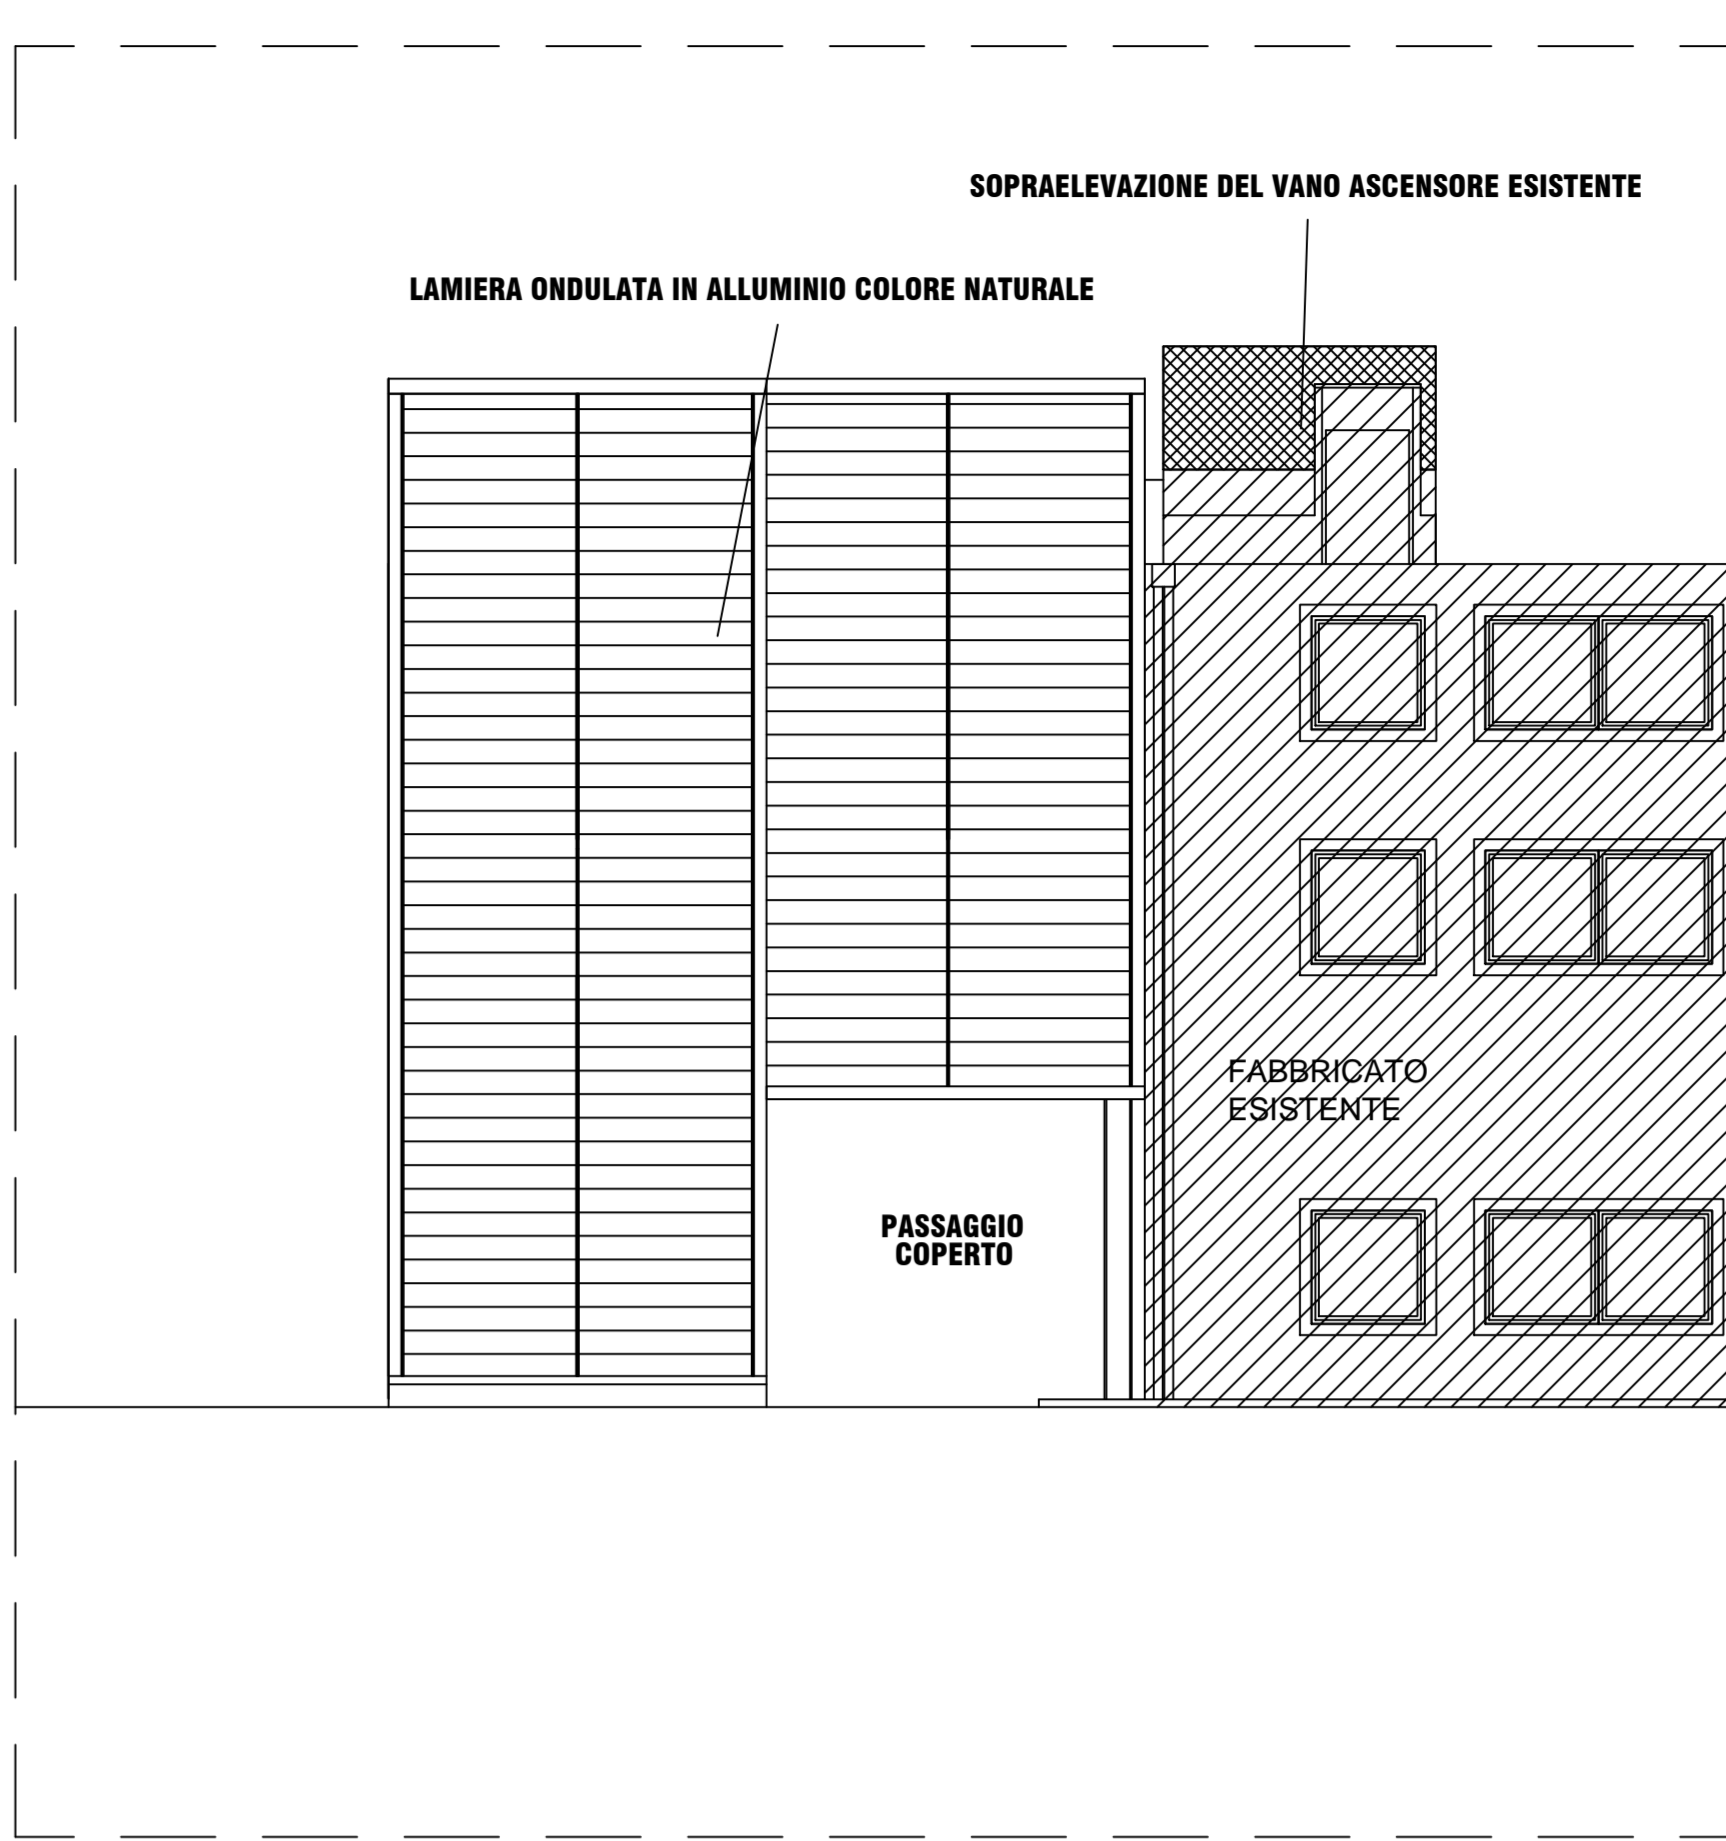 SOPRAELEVAZIONE DEL VANO ASCENSORE ESISTENTE
LAMIERA ONDULATA IN ALLUMINIO COLORE NATURALE
FABBRICATO
ESISTENTE
PASSAGGIO
COPERTO